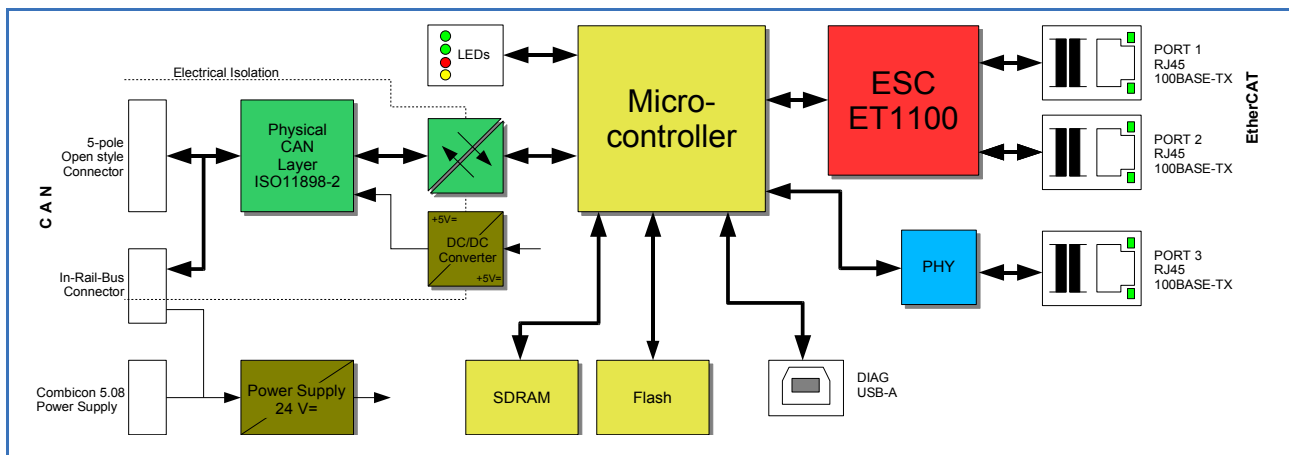 LEDs
Electrical Isolation
5-pole
Open style
Connector
C A N
In-Rail-Bus
Connector
Combicon 5.08
Power Supply
Physical
CAN
Layer
ISO11898-2
+5V=
DC/DC
Converter
+5V=
Power Supply
24 V=
Micro-
controller
SDRAM
Flash
DIAG
USB-A
ESC
ET1100
PHY
PORT 1
RJ45
100BASE-TX
PORT 2
RJ45
100BASE-TX
PORT 3
RJ45
100BASE-TX
EtherCAT